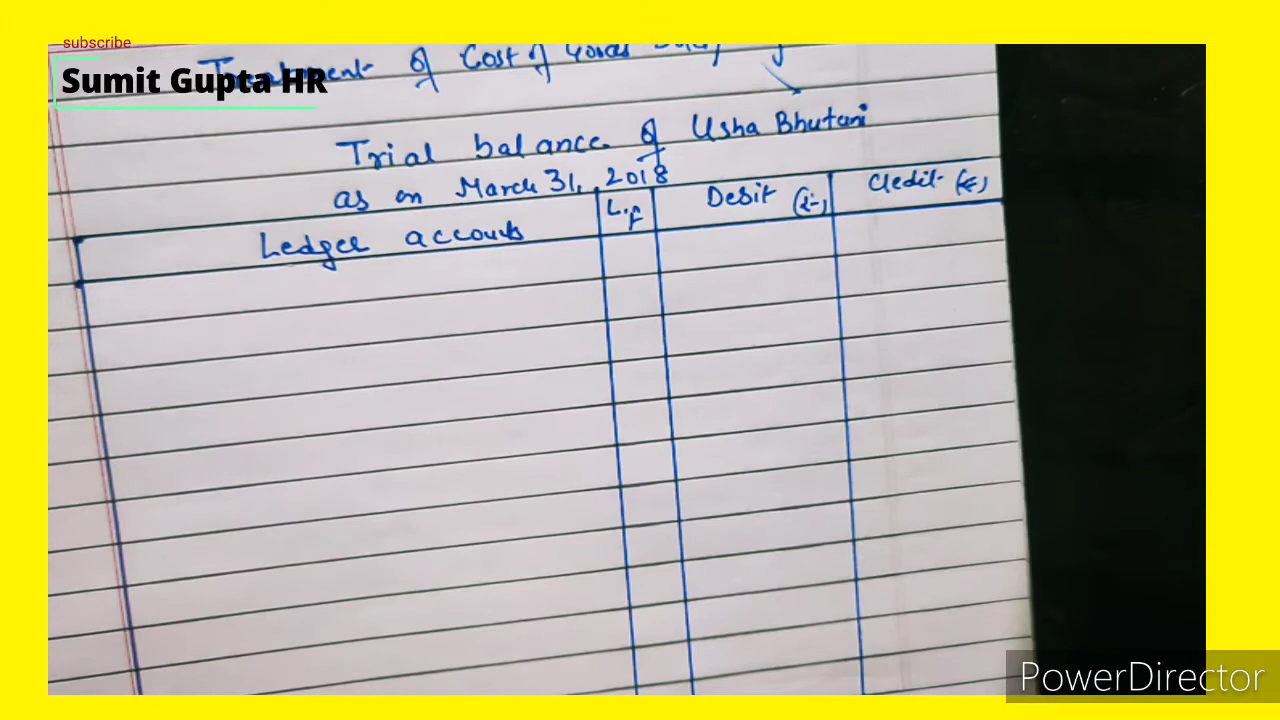 subscribe
Sumit Gupta HR
Treatment of Cost of Goods
Trial balance of Usha Bhutani
as on March 31, 2018
Ledger accounts L.F Debit (₹) Credit (₹)
PowerDirector